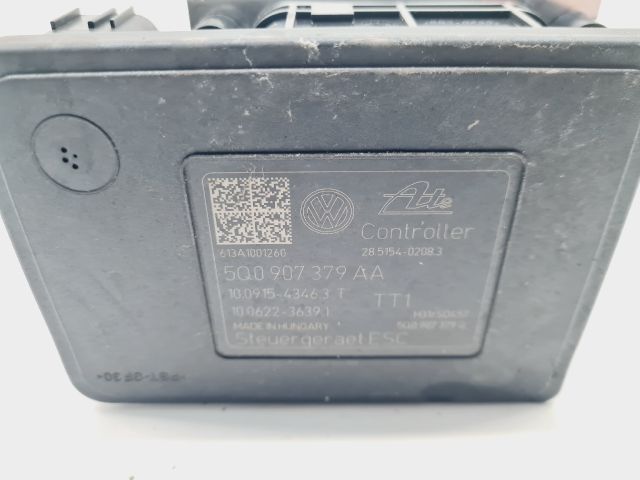 Ate
Controller
613A1001260
28.5154-0208.3
5Q0 907 379 AA
10.0915-4346.3 T
TT1
10.0622-3639.1
MADE IN HUNGARY
Steuergeraet ESC